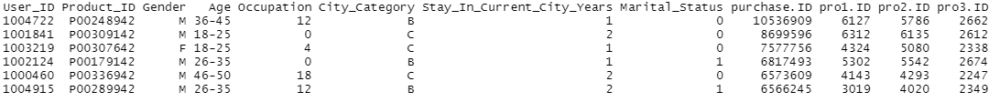 User_ID Product_ID Gender Age Occupation City_Category Stay_In_Current_City_Years Marital_Status purchase.ID pro1.ID pro2.ID pro3.ID
1004722 P00248942 M 36-45 12 B 1 0 10536909 6127 5786 2662
1001841 P00309142 M 18-25 0 C 2 0 8699596 6312 6135 2612
1003219 P00307642 F 18-25 4 C 1 0 7577756 4324 5080 2338
1002124 P00179142 M 26-35 0 B 1 1 6817493 5302 5542 2674
1000460 P00336942 M 46-50 18 C 2 0 6573609 4143 4293 2247
1004915 P00289942 M 26-35 12 B 2 1 6566245 3019 4020 2349